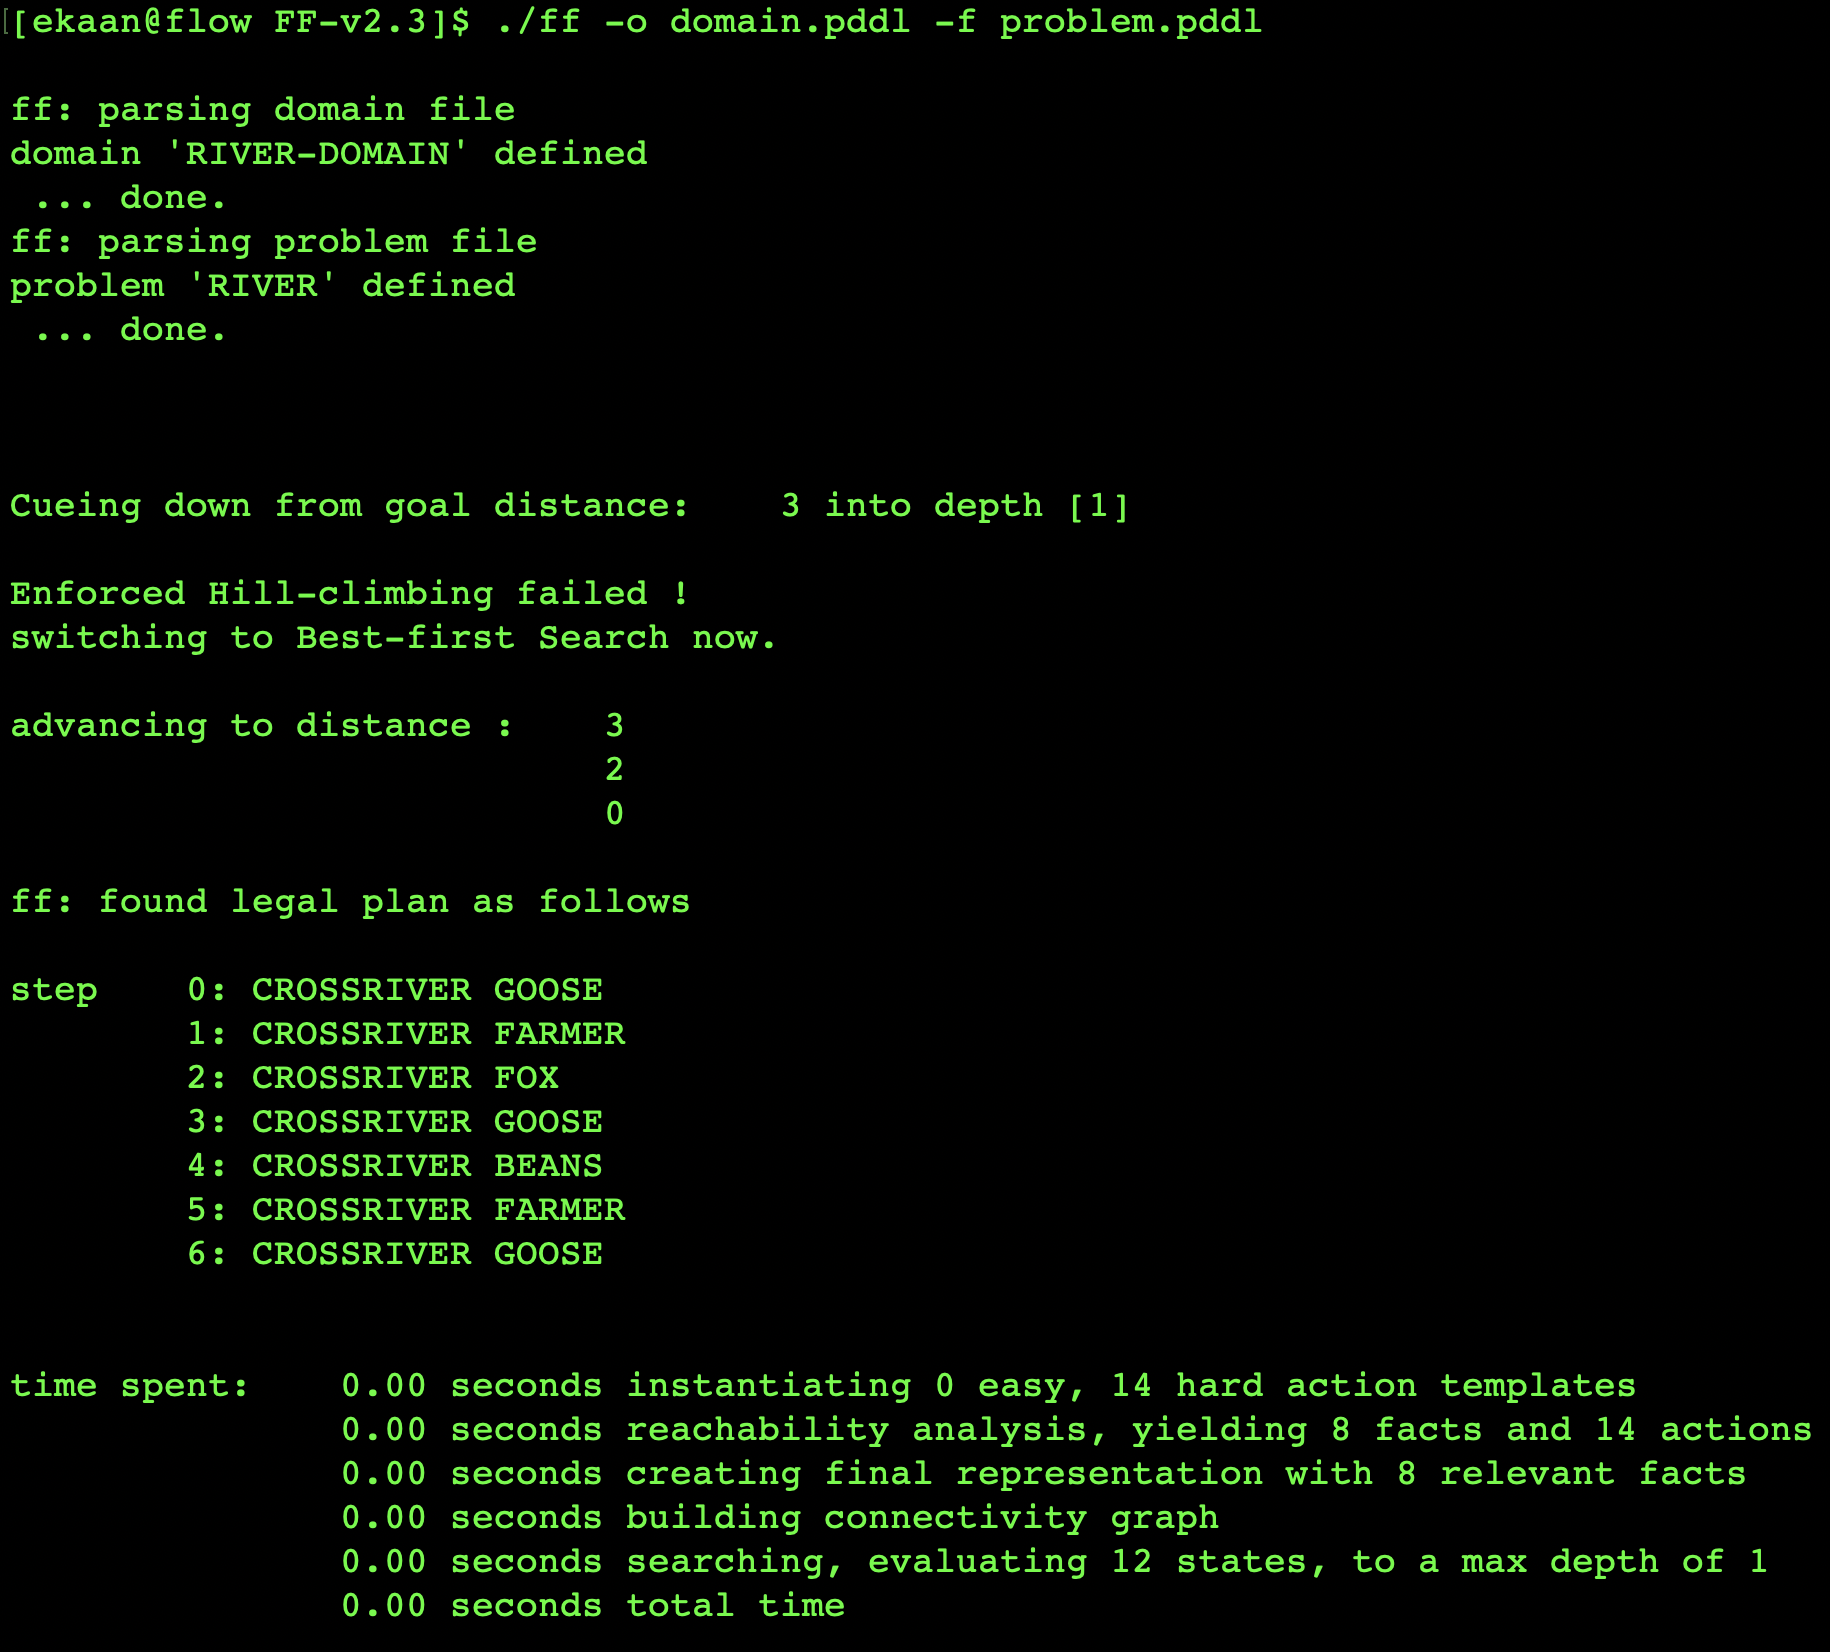 [ekaan@flow FF-v2.3]$ ./ff -o domain.pddl -f problem.pddl
ff: parsing domain file
domain 'RIVER-DOMAIN' defined
... done.
ff: parsing problem file
problem 'RIVER' defined
... done.
Cueing down from goal distance:    3 into depth [1]
Enforced Hill-climbing failed !
switching to Best-first Search now.
advancing to distance :    3
2
0
ff: found legal plan as follows
step    0: CROSSRIVER GOOSE
1: CROSSRIVER FARMER
2: CROSSRIVER FOX
3: CROSSRIVER GOOSE
4: CROSSRIVER BEANS
5: CROSSRIVER FARMER
6: CROSSRIVER GOOSE
time spent:    0.00 seconds instantiating 0 easy, 14 hard action templates
0.00 seconds reachability analysis, yielding 8 facts and 14 actions
0.00 seconds creating final representation with 8 relevant facts
0.00 seconds building connectivity graph
0.00 seconds searching, evaluating 12 states, to a max depth of 1
0.00 seconds total time